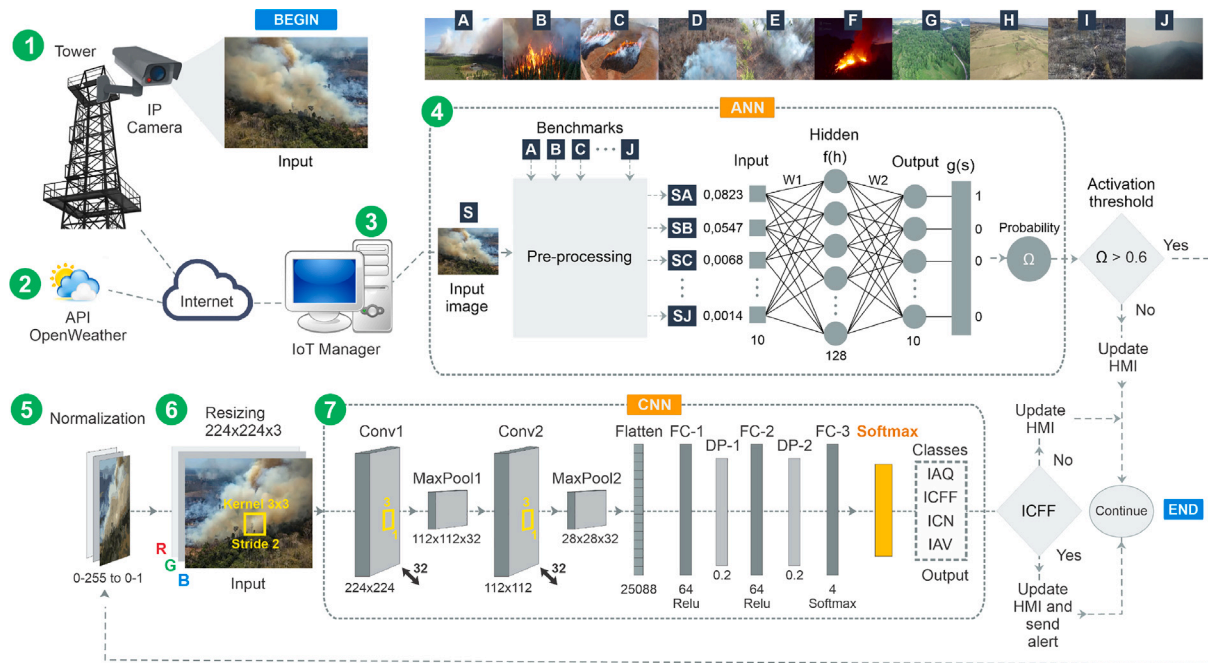 BEGIN
1
Tower
IP
Camera
Input
A B C D E F G H I J
2
API
OpenWeather
Internet
3
IoT Manager
4
ANN
S
Input
image
Benchmarks
A B C ··· J
Pre-processing
SA 0,0823
SB 0,0547
SC 0,0068
SJ 0,0014
Input
10
W1
Hidden
f(h)
128
W2
Output
10
g(s)
1
0
0
0
Probability
Ω
Activation
threshold
Ω > 0.6
Yes
No
Update
HMI
5
Normalization
0-255 to 0-1
6
Resizing
224x224x3
Kernel 3x3
Stride 2
R
G
B
Input
7
CNN
Conv1
3
1
32
224x224
MaxPool1
112x112x32
Conv2
3
1
32
112x112
MaxPool2
28x28x32
Flatten
25088
FC-1
64
Relu
DP-1
0.2
FC-2
64
Relu
DP-2
0.2
FC-3
4
Softmax
Softmax
Classes
IAQ
ICFF
ICN
IAV
Output
ICFF
No
Update
HMI
Yes
Update
HMI and
send
alert
Continue
END